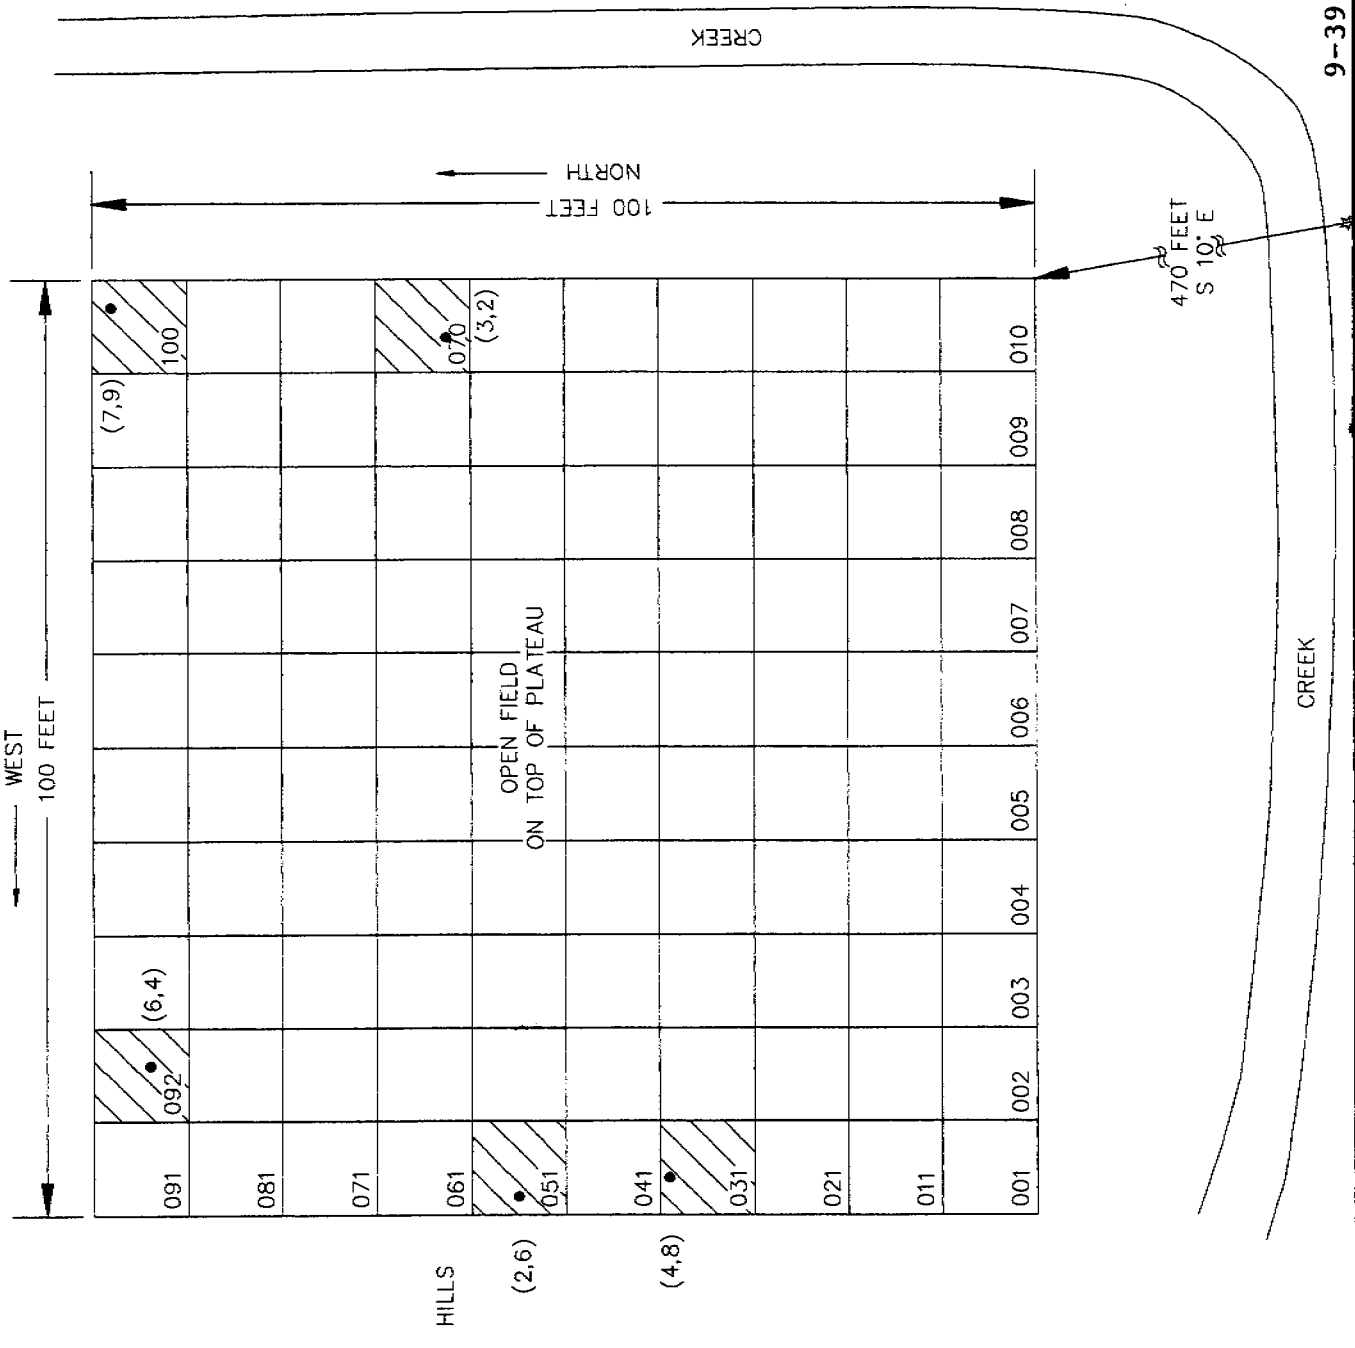 WEST
100 FEET
CREEK
9-39
NORTH
100 FEET
470 FEET
S 10° E
(7,9)
100
070
(3,2)
(6,4)
092
091
081
071
061
051
041
031
021
011
001
002
003
004
005
006
007
008
009
010
OPEN FIELD
ON TOP OF PLATEAU
HILLS
(2,6)
(4,8)
CREEK